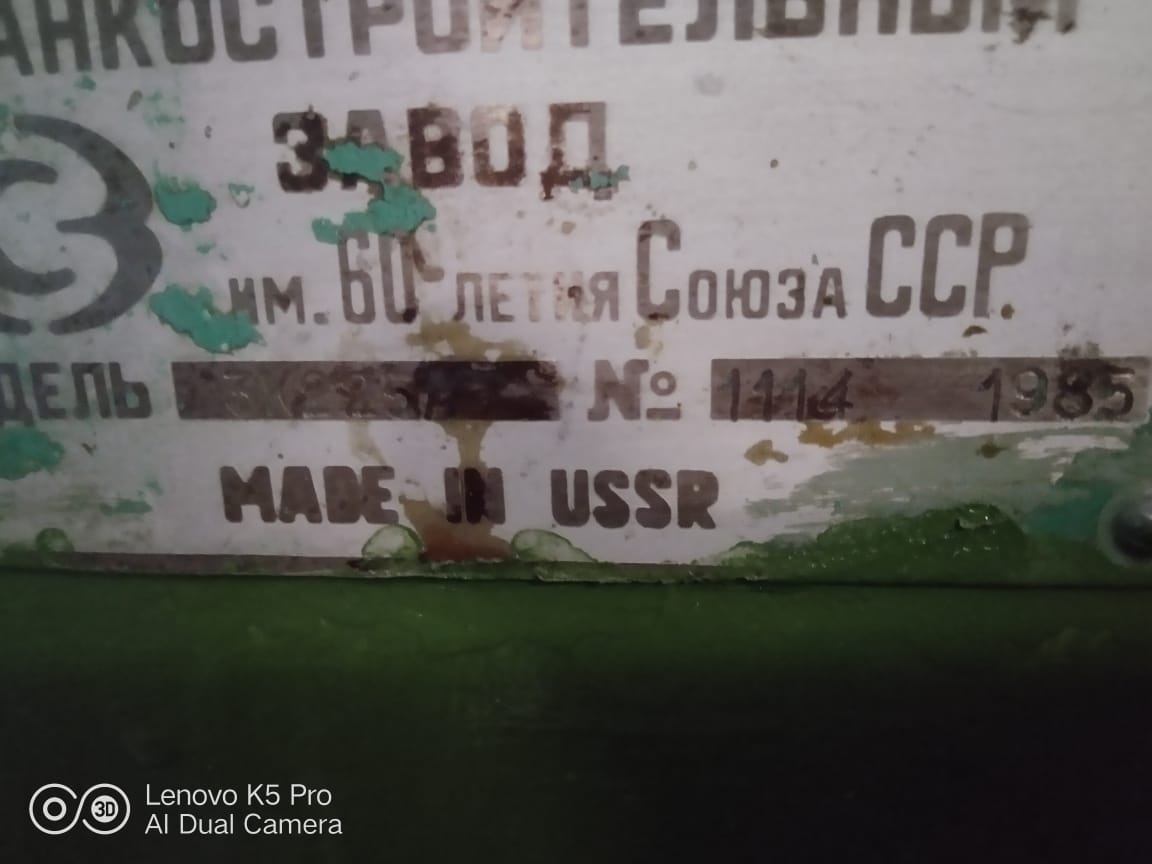 АНКОСТРОИТЕЛЬНЫЙ
ЗАВОД
им. 60 летия Союза ССР.
ДЕЛЬ 3К225А № 1114 1985
MADE IN USSR
Lenovo K5 Pro
AI Dual Camera